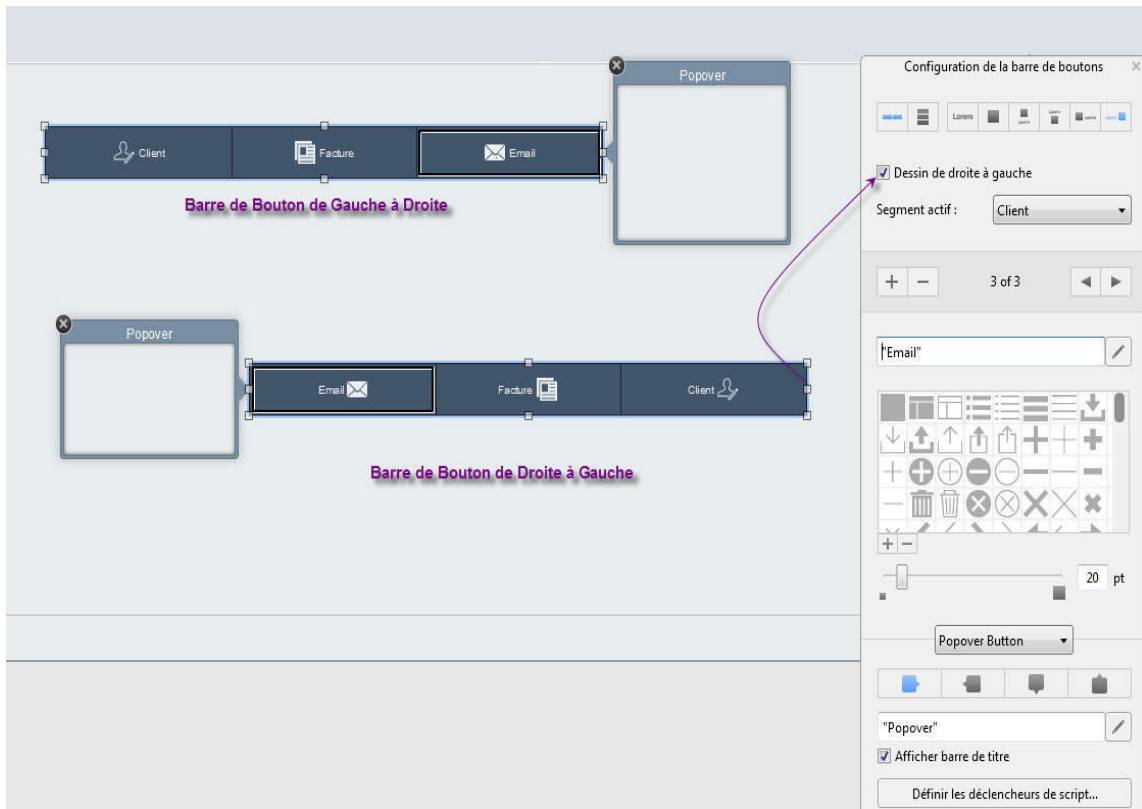 Popover
Client
Facture
Email
Barre de Bouton de Gauche à Droite
Popover
Email
Facture
Client
Barre de Bouton de Droite à Gauche
Configuration de la barre de boutons
Lorem
Dessin de droite à gauche
Segment actif :
Client
3 of 3
"Email"
20 pt
Popover Button
"Popover"
Afficher barre de titre
Définir les déclencheurs de script...